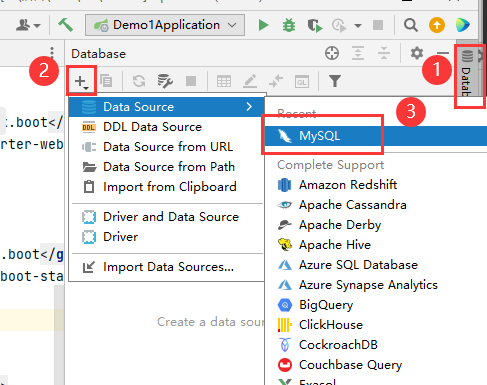 Demo1Application
Database
1
2
Database
.boot</
rter-web
Data Source
DDL Data Source
Data Source from URL
Data Source from Path
Import from Clipboard
Driver and Data Source
Driver
Import Data Sources...
Recent
3
MySQL
Complete Support
Amazon Redshift
Apache Cassandra
Apache Derby
Apache Hive
Azure SQL Database
Azure Synapse Analytics
BigQuery
ClickHouse
CockroachDB
Couchbase Query
Exasol
.boot</g
boot-sta
Create a data sour